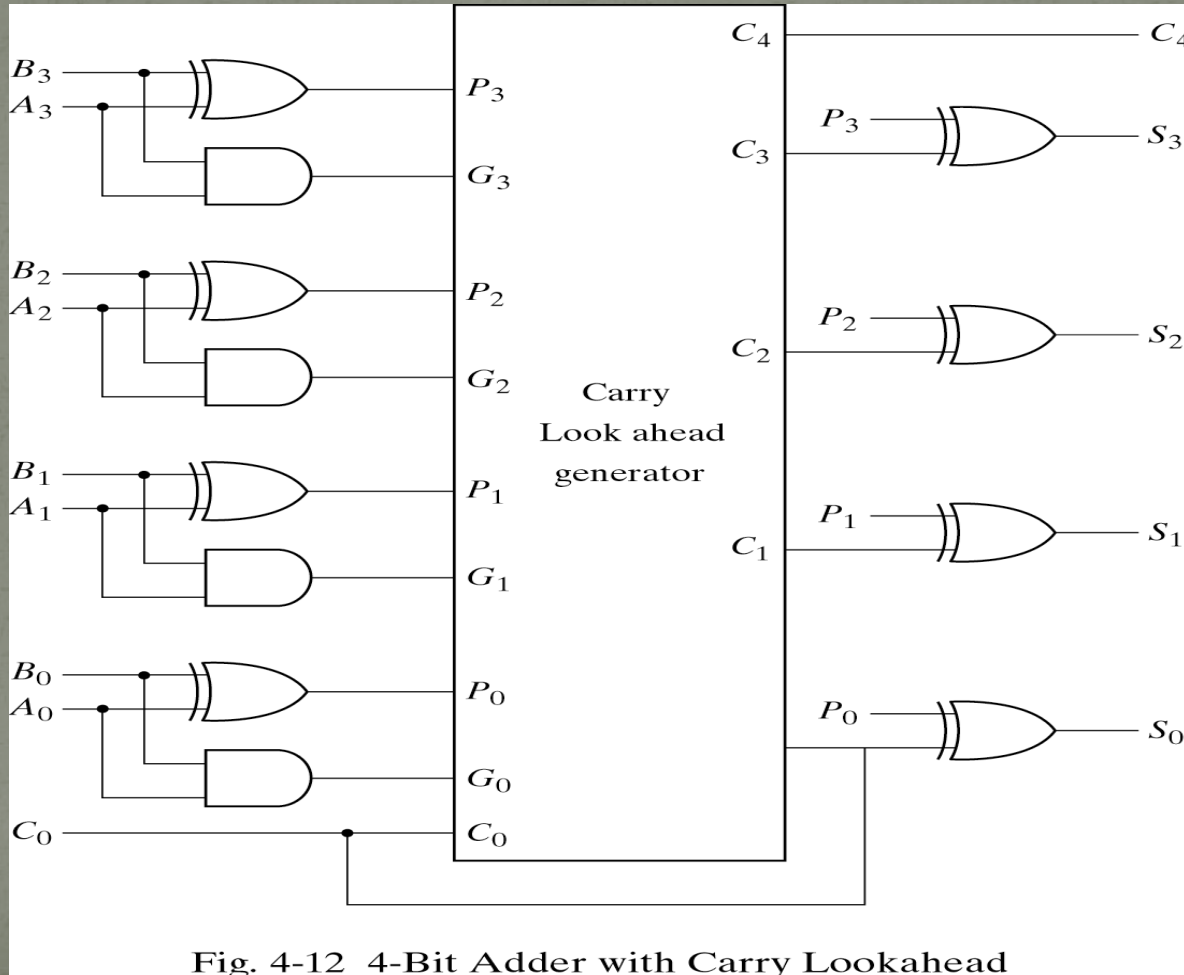 B₃
A₃
B₂
A₂
B₁
A₁
B₀
A₀
C₀
P₃
G₃
P₂
G₂
P₁
G₁
P₀
G₀
C₀
Carry
Look ahead
generator
C₄
C₃
C₂
C₁
P₃
P₂
P₁
P₀
C₄
S₃
S₂
S₁
S₀
Fig. 4-12 4-Bit Adder with Carry Lookahead